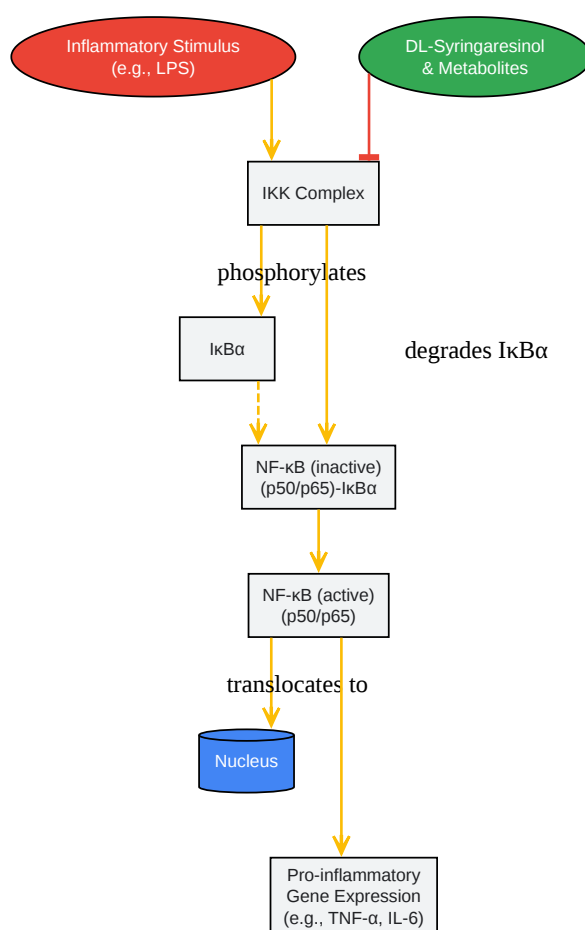 Inflammatory Stimulus
(e.g., LPS)
DL-Syringaresinol
& Metabolites
IKK Complex
phosphorylates
IκBα
degrades IκBα
NF-κB (inactive)
(p50/p65)-IκBα
NF-κB (active)
(p50/p65)
translocates to
Nucleus
Pro-inflammatory
Gene Expression
(e.g., TNF-α, IL-6)